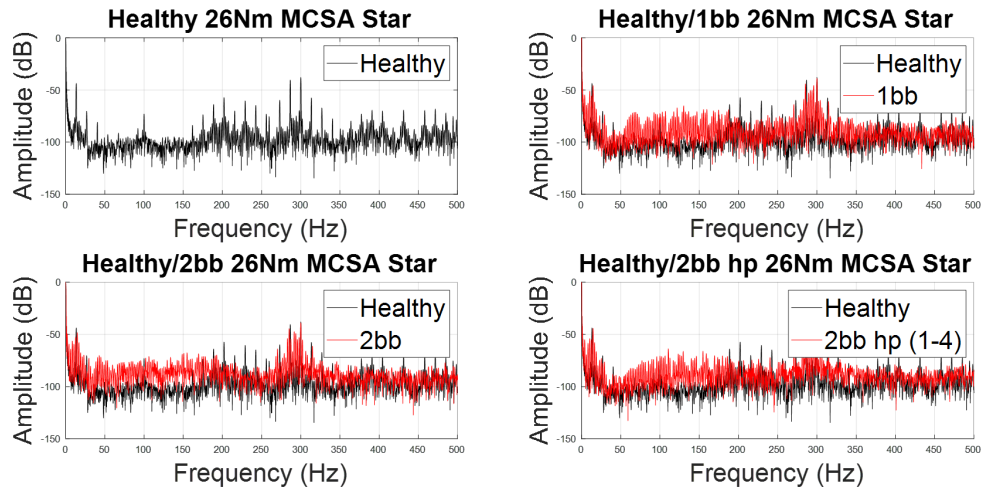 Healthy 26Nm MCSA Star
Amplitude (dB)
0
-50
-100
-150
Healthy
0 50 100 150 200 250 300 350 400 450 500
Frequency (Hz)
Healthy/1bb 26Nm MCSA Star
Amplitude (dB)
0
-50
-100
-150
Healthy
1bb
0 50 100 150 200 250 300 350 400 450 500
Frequency (Hz)
Healthy/2bb 26Nm MCSA Star
Amplitude (dB)
0
-50
-100
-150
Healthy
2bb
0 50 100 150 200 250 300 350 400 450 500
Frequency (Hz)
Healthy/2bb hp 26Nm MCSA Star
Amplitude (dB)
0
-50
-100
-150
Healthy
2bb hp (1-4)
0 50 100 150 200 250 300 350 400 450 500
Frequency (Hz)